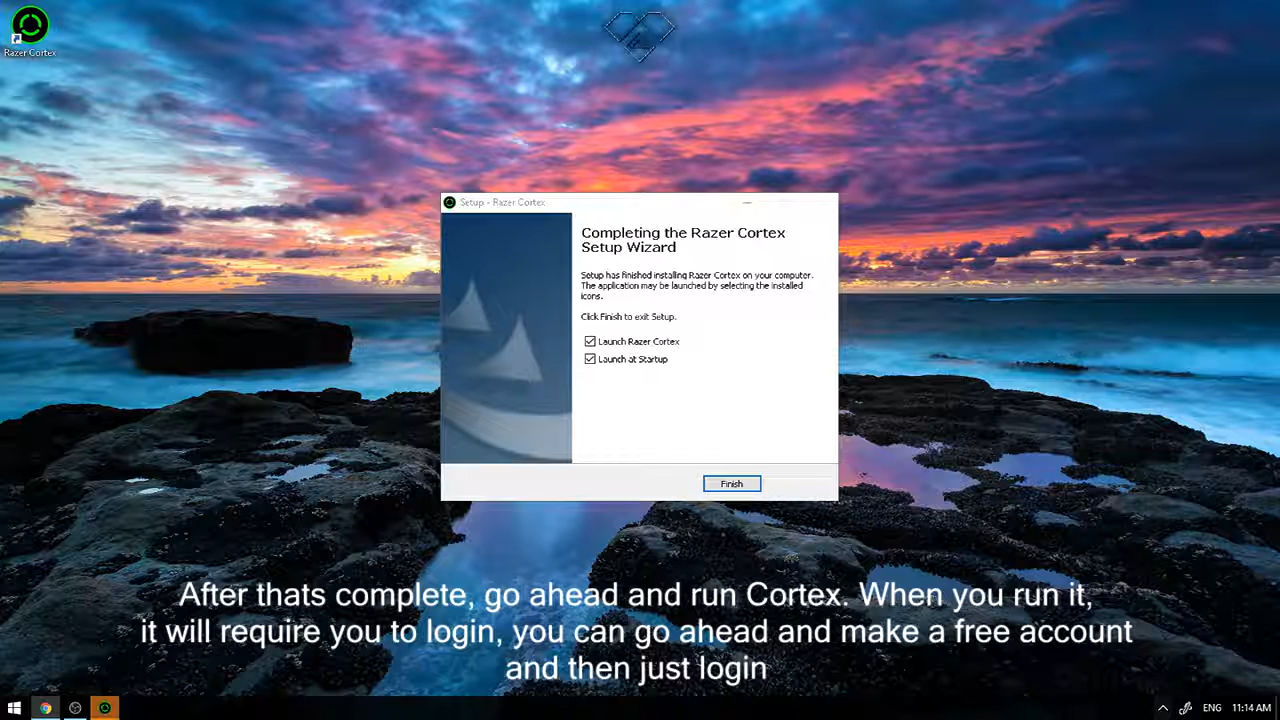 Razer Cortex
Setup - Razer Cortex
Completing the Razer Cortex
Setup Wizard
Setup has finished installing Razer Cortex on your computer.
The application may be launched by selecting the installed
icons.
Click Finish to exit Setup.
Launch Razer Cortex
Launch at Startup
Finish
After thats complete, go ahead and run Cortex. When you run it,
it will require you to login, you can go ahead and make a free account
and then just login
ENG 11:14 AM